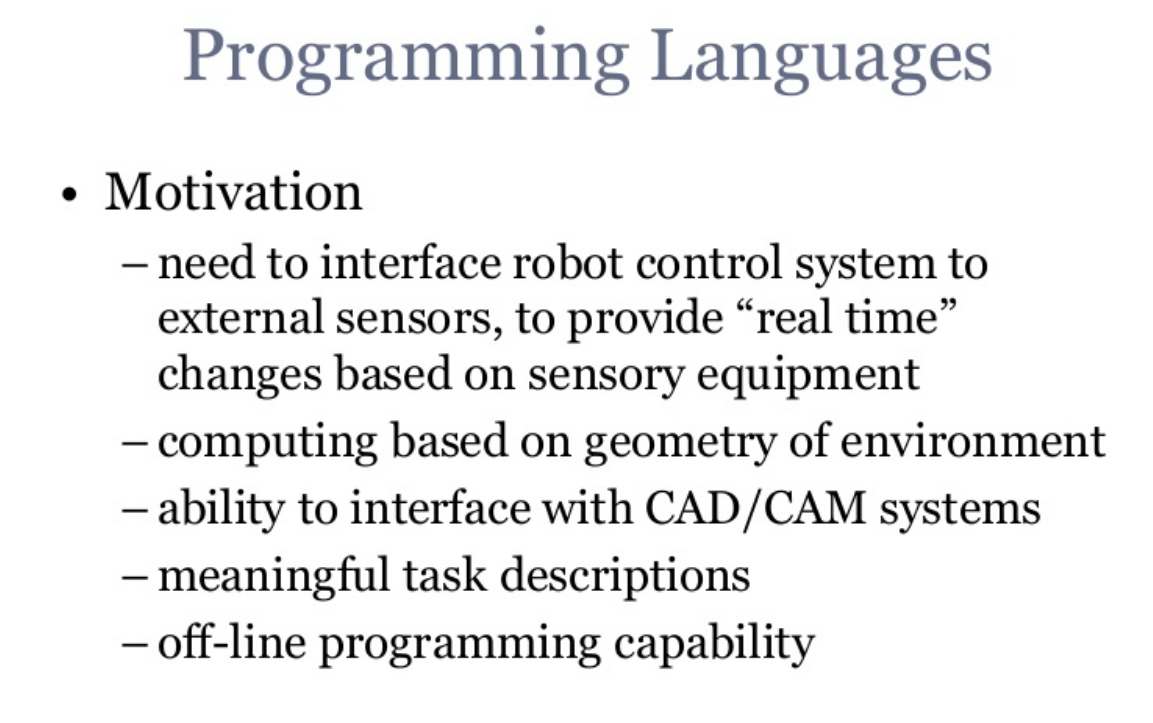 Programming Languages
• Motivation
– need to interface robot control system to
external sensors, to provide “real time”
changes based on sensory equipment
– computing based on geometry of environment
– ability to interface with CAD/CAM systems
– meaningful task descriptions
– off-line programming capability